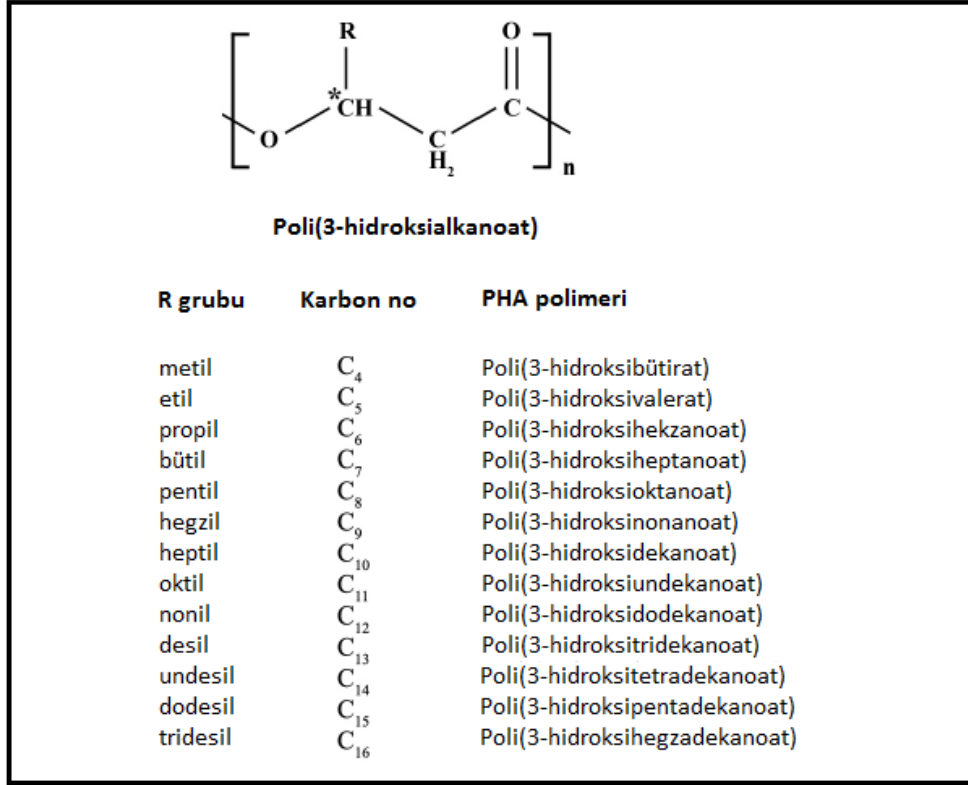 R O
*CH C
O C
H₂ n
Poli(3-hidroksialkanoat)
R grubu Karbon no PHA polimeri
metil C₄ Poli(3-hidroksibütirat)
etil C₅ Poli(3-hidroksivalerat)
propil C₆ Poli(3-hidroksihekzanoat)
bütil C₇ Poli(3-hidroksiheptanoat)
pentil C₈ Poli(3-hidroksioktanoat)
hegzil C₉ Poli(3-hidroksinonanoat)
heptil C₁₀ Poli(3-hidroksidekanoat)
oktil C₁₁ Poli(3-hidroksiundekanoat)
nonil C₁₂ Poli(3-hidroksidodekanoat)
desil C₁₃ Poli(3-hidroksitridekanoat)
undesil C₁₄ Poli(3-hidroksitetradekanoat)
dodesil C₁₅ Poli(3-hidroksipentadekanoat)
tridesil C₁₆ Poli(3-hidroksihegzadekanoat)